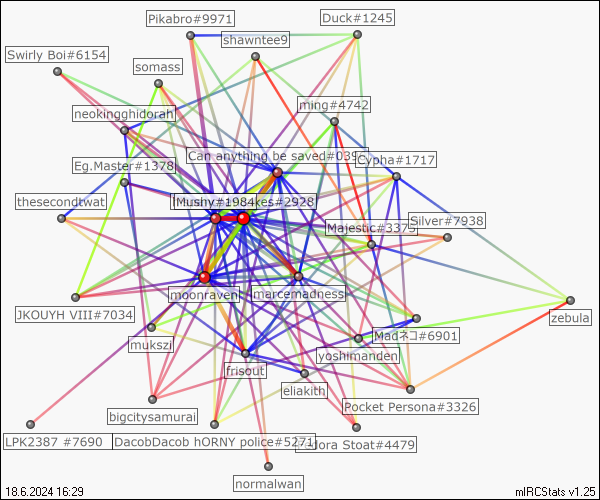 Pikabro#9971
Duck#1245
shawntee9
Swirly Boi#6154
somass
ming#4742
neokingghidorah
Can anything be saved#039
Cypha#1717
Eg.Master#1378
thesecondtwat
Mushy#1984
kes#2928
Silver#7938
Majestic#3375
moonraven
marcemadness
JKOUYH VIII#7034
zebula
mukszi
Madネコ#6901
yoshimanden
frisout
eliakith
Pocket Persona#3326
bigcitysamurai
LPK2387 #7690
DacobDacob hORNY police#5271
dora Stoat#4479
normalwan
18.6.2024 16:29
mIRCStats v1.25